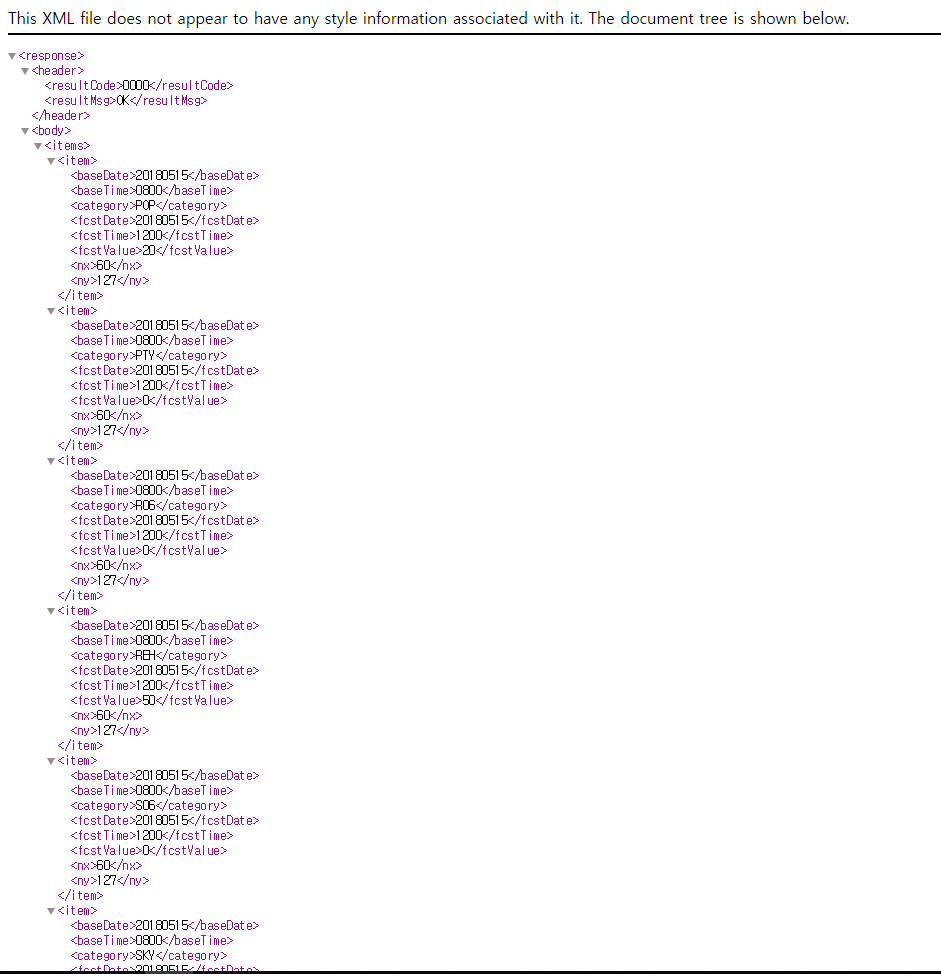 This XML file does not appear to have any style information associated with it. The document tree is shown below.
▼<response>
▼<header>
<resultCode>0000</resultCode>
<resultMsg>OK</resultMsg>
</header>
▼<body>
▼<items>
▼<item>
<baseDate>20180515</baseDate>
<baseTime>0800</baseTime>
<category>POP</category>
<fcstDate>20180515</fcstDate>
<fcstTime>1200</fcstTime>
<fcstValue>20</fcstValue>
<nx>60</nx>
<ny>127</ny>
</item>
▼<item>
<baseDate>20180515</baseDate>
<baseTime>0800</baseTime>
<category>PTY</category>
<fcstDate>20180515</fcstDate>
<fcstTime>1200</fcstTime>
<fcstValue>0</fcstValue>
<nx>60</nx>
<ny>127</ny>
</item>
▼<item>
<baseDate>20180515</baseDate>
<baseTime>0800</baseTime>
<category>R06</category>
<fcstDate>20180515</fcstDate>
<fcstTime>1200</fcstTime>
<fcstValue>0</fcstValue>
<nx>60</nx>
<ny>127</ny>
</item>
▼<item>
<baseDate>20180515</baseDate>
<baseTime>0800</baseTime>
<category>REH</category>
<fcstDate>20180515</fcstDate>
<fcstTime>1200</fcstTime>
<fcstValue>50</fcstValue>
<nx>60</nx>
<ny>127</ny>
</item>
▼<item>
<baseDate>20180515</baseDate>
<baseTime>0800</baseTime>
<category>S06</category>
<fcstDate>20180515</fcstDate>
<fcstTime>1200</fcstTime>
<fcstValue>0</fcstValue>
<nx>60</nx>
<ny>127</ny>
</item>
▼<item>
<baseDate>20180515</baseDate>
<baseTime>0800</baseTime>
<category>SKY</category>
<fcstDate>20180515</fcstDate>